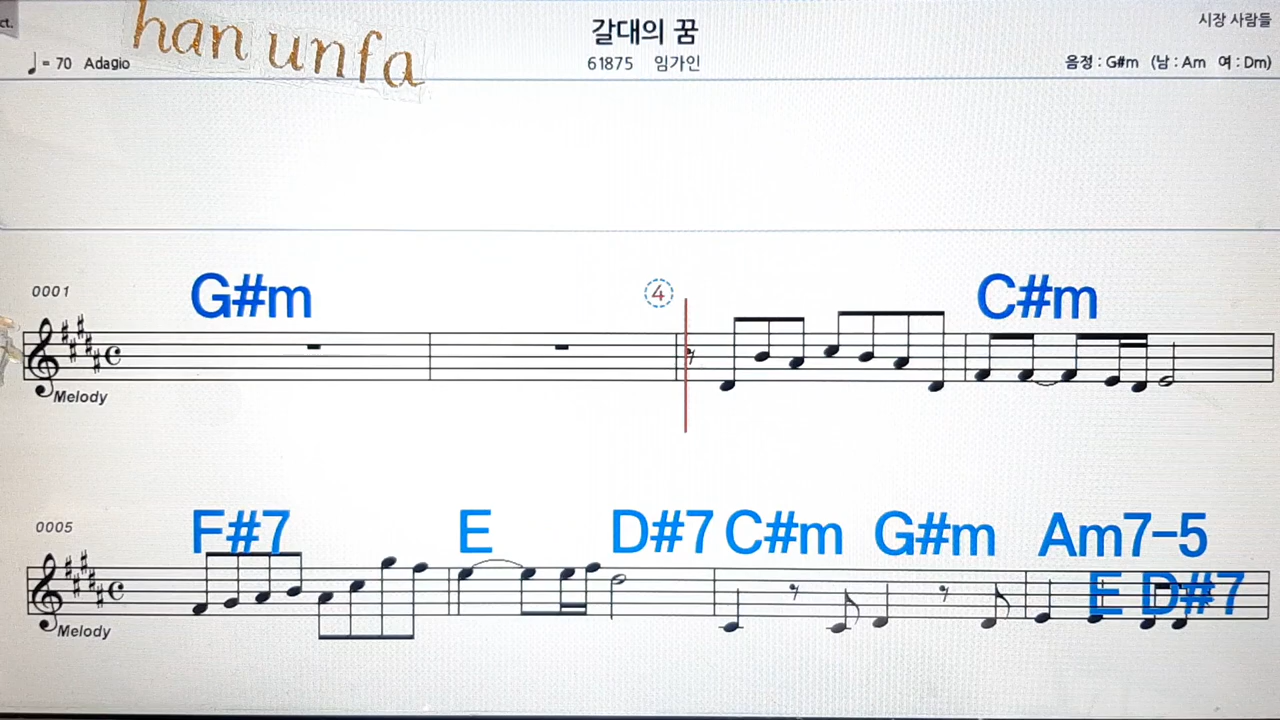 ct.
han unfa
갈대의 꿈
시장 사람들
♩= 70 Adagio
61875 임가인
음정 : G#m (남 : Am 여 : Dm)
0001
G#m
④
C#m
Melody
0005
F#7 E D#7 C#m G#m Am7-5
E D#7
Melody